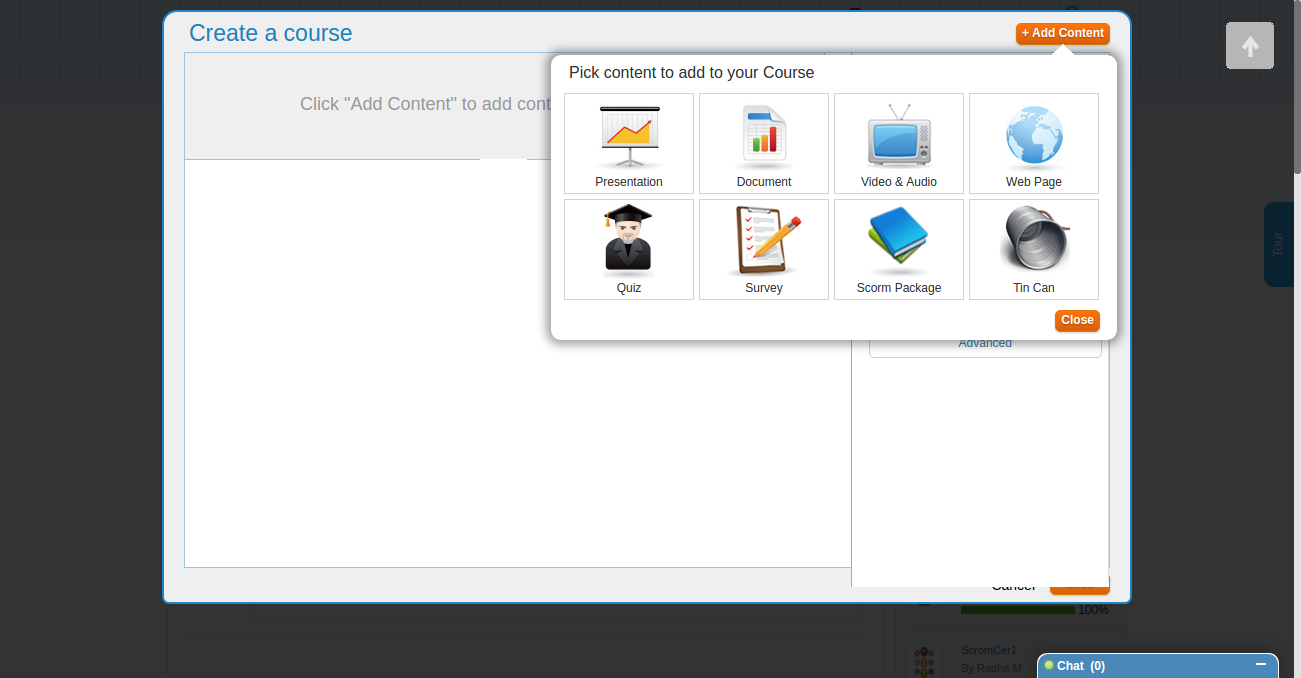 Create a course
+ Add Content
Click "Add Content" to add cont
Pick content to add to your Course
Presentation
Document
Video & Audio
Web Page
Quiz
Survey
Scorm Package
Tin Can
Close
Advanced
Tour
Cancel
100%
ScromCer1
By Radha M
Chat (0)